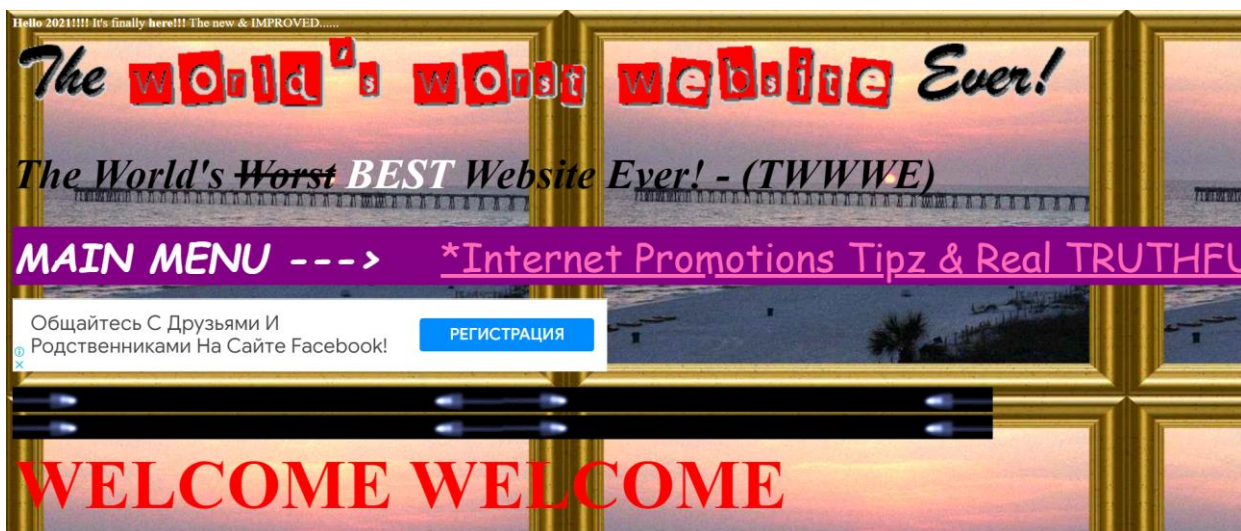 Hello 2021!!!! It's finally here!!! The new & IMPROVED......
The world's worst website Ever!
The World's Worst BEST Website Ever! - (TWWWE)
MAIN MENU ---> *Internet Promotions Tipz & Real TRUTHFU
Общайтесь С Друзьями И
Родственниками На Сайте Facebook!
РЕГИСТРАЦИЯ
WELCOME WELCOME